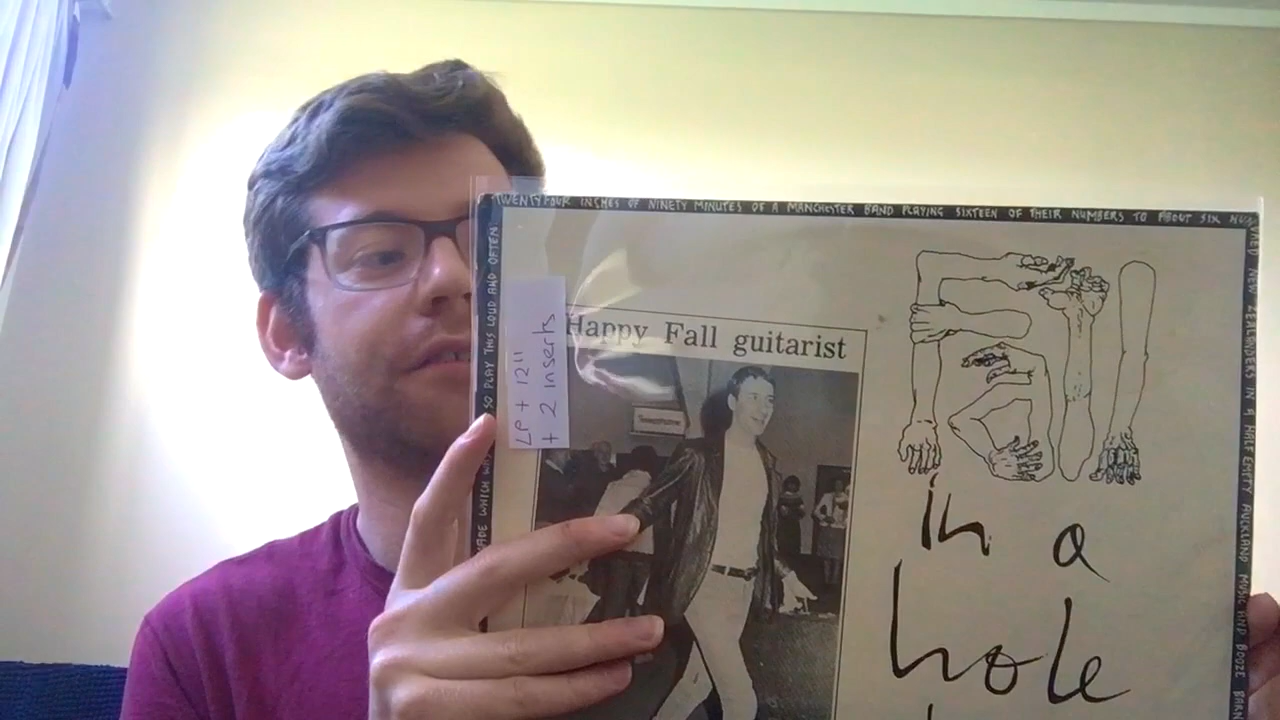 TWENTYFOUR INCHES OF NINETY MINUTES OF A MANCHESTER BAND PLAYING SIXTEEN OF THEIR NUMBERS TO ABOUT SIX HUNDRED NEW ZEALANDERS IN A HALF EMPTY AUCKLAND MUSIC AND BOOZE BARN
SO PLAY THIS LOUD AND OFTEN
LP + 12"
+ 2 inserts
Happy Fall guitarist
in a
hole